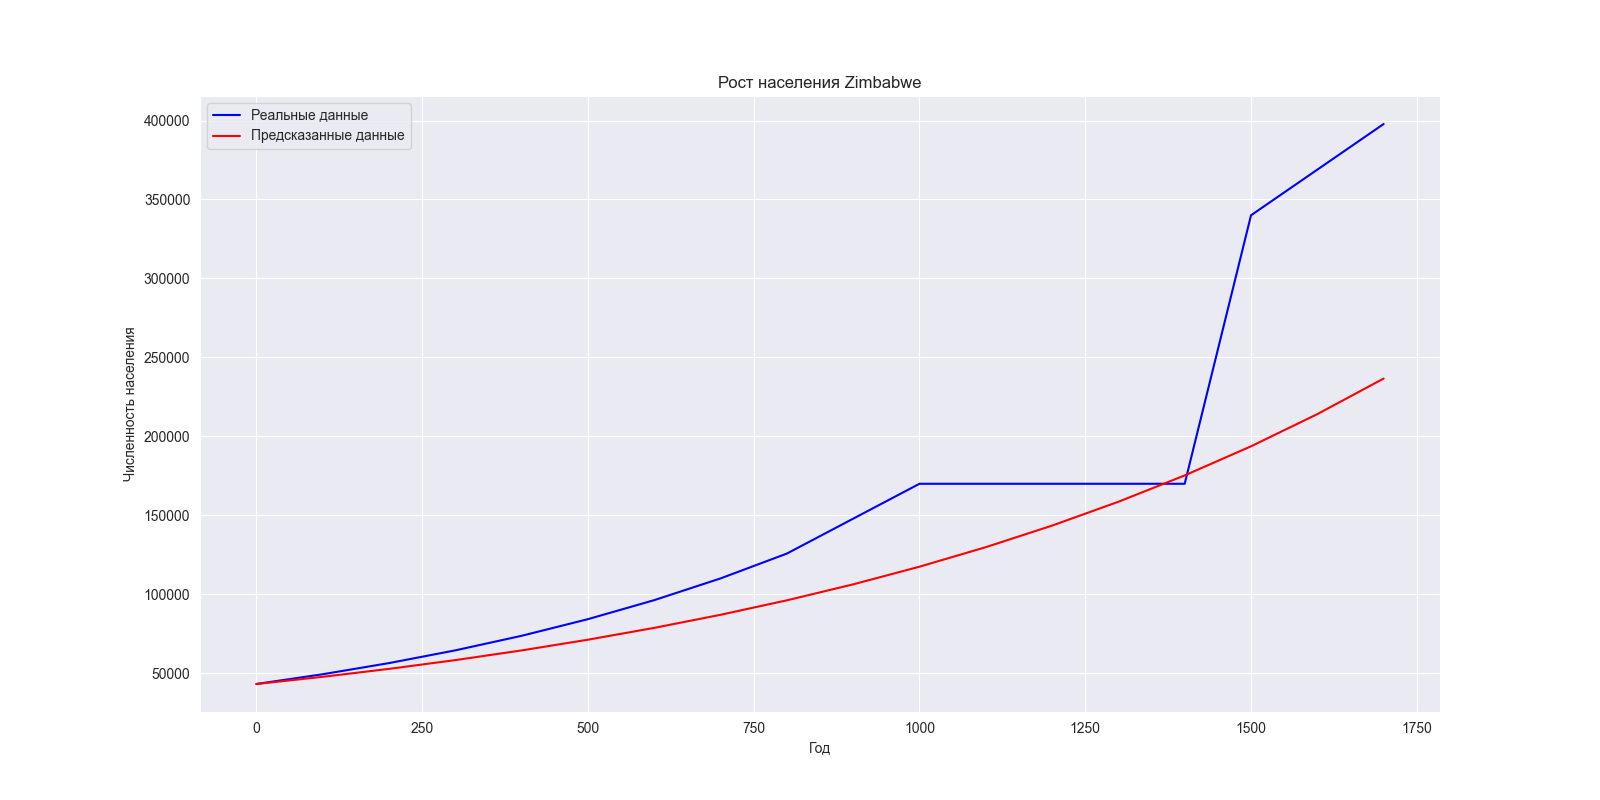 Рост населения Zimbabwe
Реальные данные
Предсказанные данные
400000
350000
300000
250000
200000
150000
100000
50000
Численность населения
0 250 500 750 1000 1250 1500 1750
Год